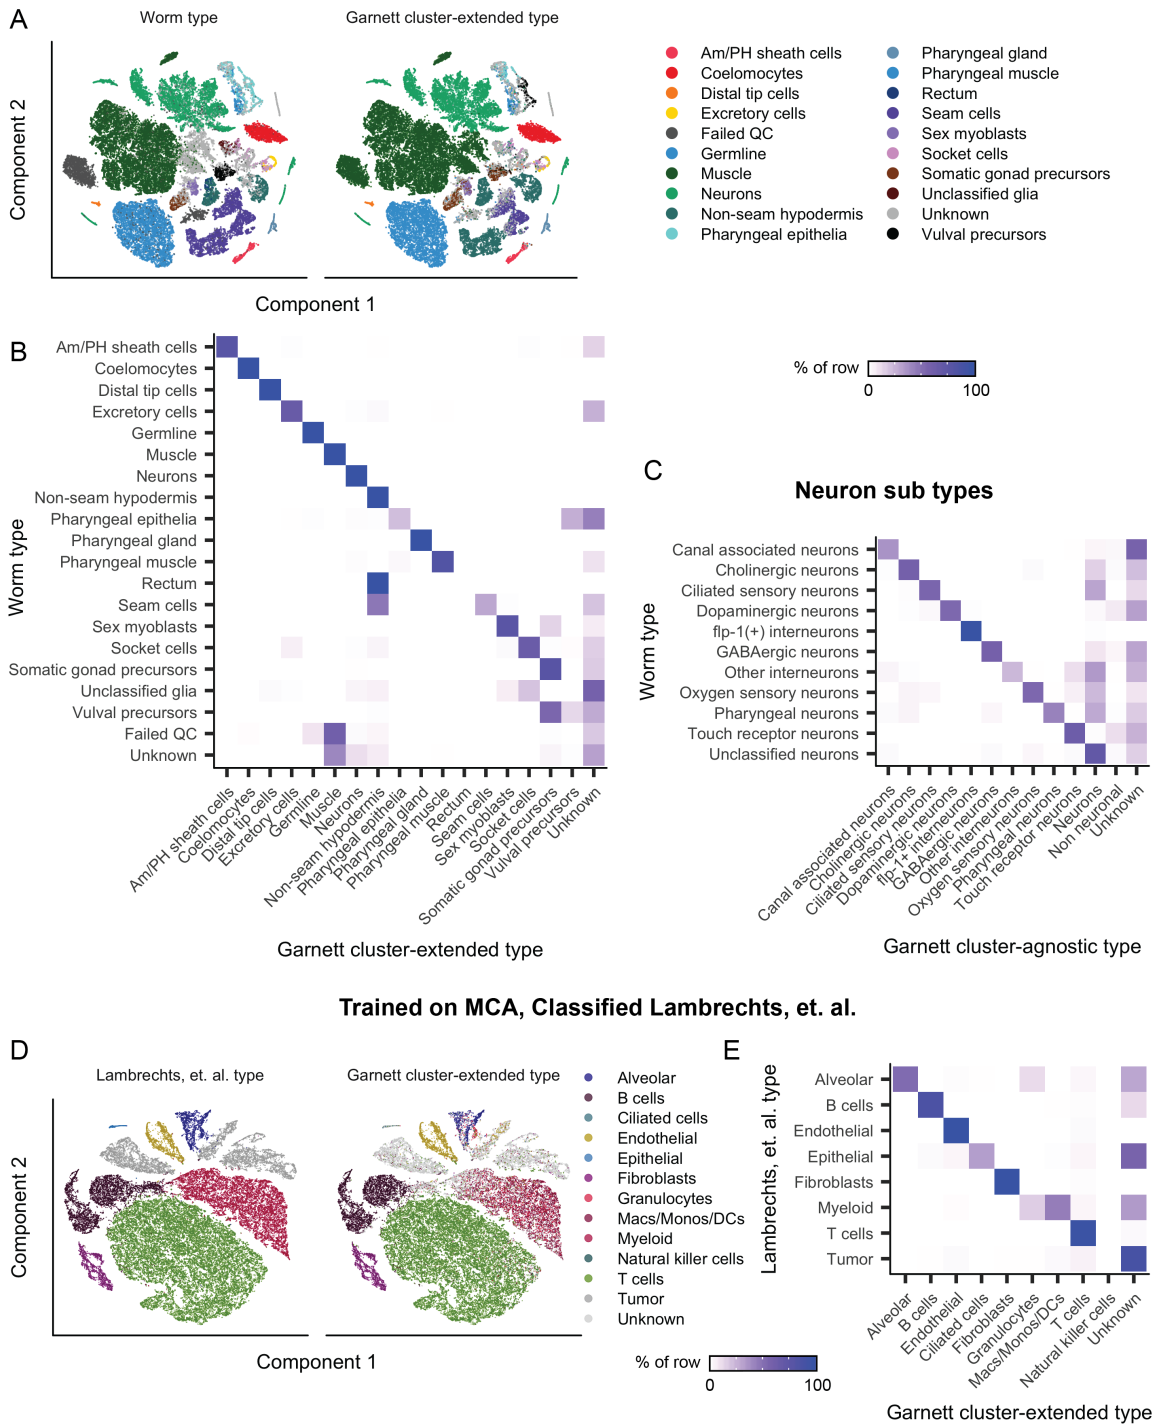 A
Worm type
Garnett cluster-extended type
Component 2
Component 1
Am/PH sheath cells
Coelomocytes
Distal tip cells
Excretory cells
Failed QC
Germline
Muscle
Neurons
Non-seam hypodermis
Pharyngeal epithelia
Pharyngeal gland
Pharyngeal muscle
Rectum
Seam cells
Sex myoblasts
Socket cells
Somatic gonad precursors
Unclassified glia
Unknown
Vulval precursors
B
Worm type
Am/PH sheath cells
Coelomocytes
Distal tip cells
Excretory cells
Germline
Muscle
Neurons
Non-seam hypodermis
Pharyngeal epithelia
Pharyngeal gland
Pharyngeal muscle
Rectum
Seam cells
Sex myoblasts
Socket cells
Somatic gonad precursors
Unclassified glia
Vulval precursors
Failed QC
Unknown
Am/PH sheath cells
Coelomocytes
Distal tip cells
Excretory cells
Germline
Muscle
Neurons
Non-seam hypodermis
Pharyngeal epithelia
Pharyngeal gland
Pharyngeal muscle
Rectum
Seam cells
Sex myoblasts
Socket cells
Somatic gonad precursors
Vulval precursors
Unknown
Garnett cluster-extended type
% of row
0
100
C
Neuron sub types
Worm type
Canal associated neurons
Cholinergic neurons
Ciliated sensory neurons
Dopaminergic neurons
flp-1(+) interneurons
GABAergic neurons
Other interneurons
Oxygen sensory neurons
Pharyngeal neurons
Touch receptor neurons
Unclassified neurons
Canal associated neurons
Cholinergic neurons
Ciliated sensory neurons
Dopaminergic neurons
flp-1+ interneurons
GABAergic neurons
Other interneurons
Oxygen sensory neurons
Pharyngeal neurons
Touch receptor neurons
Neurons
Non neuronal
Unknown
Garnett cluster-agnostic type
Trained on MCA, Classified Lambrechts, et. al.
D
Lambrechts, et. al. type
Garnett cluster-extended type
Component 2
Component 1
Alveolar
B cells
Ciliated cells
Endothelial
Epithelial
Fibroblasts
Granulocytes
Macs/Monos/DCs
Myeloid
Natural killer cells
T cells
Tumor
Unknown
% of row
0
100
E
Lambrechts, et. al. type
Alveolar
B cells
Endothelial
Epithelial
Fibroblasts
Myeloid
T cells
Tumor
Alveolar
B cells
Endothelial
Ciliated cells
Fibroblasts
Granulocytes
Macs/Monos/DCs
T cells
Natural killer cells
Unknown
Garnett cluster-extended type